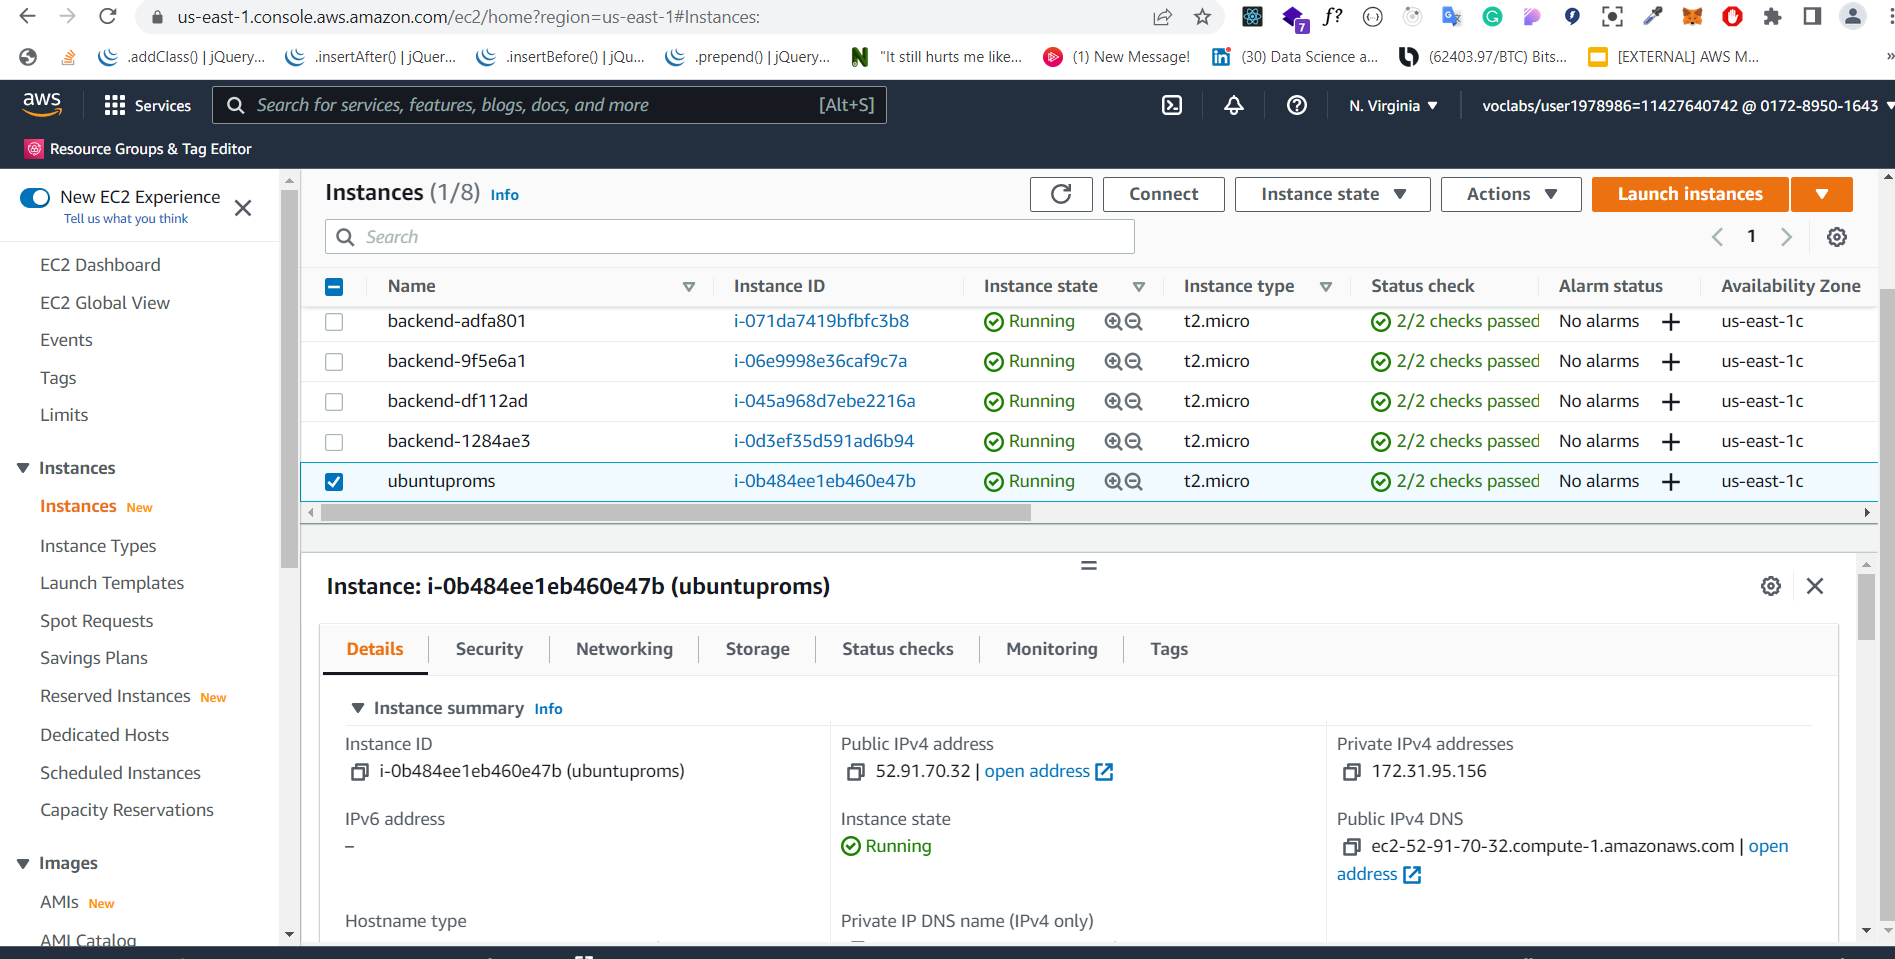 us-east-1.console.aws.amazon.com/ec2/home?region=us-east-1#Instances:
7
f?
.addClass() | jQuery...
.insertAfter() | jQuer...
.insertBefore() | jQu...
.prepend() | jQuery...
"It still hurts me like...
(1) New Message!
(30) Data Science a...
(62403.97/BTC) Bits...
[EXTERNAL] AWS M...
»
aws
Services
Search for services, features, blogs, docs, and more
[Alt+S]
N. Virginia
voclabs/user1978986=11427640742 @ 0172-8950-1643
Resource Groups & Tag Editor
New EC2 Experience
Tell us what you think
EC2 Dashboard
EC2 Global View
Events
Tags
Limits
Instances
Instances New
Instance Types
Launch Templates
Spot Requests
Savings Plans
Reserved Instances New
Dedicated Hosts
Scheduled Instances
Capacity Reservations
Images
AMIs New
AMI Catalog
Instances (1/8) Info
Connect
Instance state
Actions
Launch instances
Search
1
Name Instance ID Instance state Instance type Status check Alarm status Availability Zone
backend-adfa801 i-071da7419bfbfc3b8 Running t2.micro 2/2 checks passed No alarms + us-east-1c
backend-9f5e6a1 i-06e9998e36caf9c7a Running t2.micro 2/2 checks passed No alarms + us-east-1c
backend-df112ad i-045a968d7ebe2216a Running t2.micro 2/2 checks passed No alarms + us-east-1c
backend-1284ae3 i-0d3ef35d591ad6b94 Running t2.micro 2/2 checks passed No alarms + us-east-1c
ubuntuproms i-0b484ee1eb460e47b Running t2.micro 2/2 checks passed No alarms + us-east-1c
Instance: i-0b484ee1eb460e47b (ubuntuproms)
Details Security Networking Storage Status checks Monitoring Tags
Instance summary Info
Instance ID
i-0b484ee1eb460e47b (ubuntuproms)
Public IPv4 address
52.91.70.32 | open address
Private IPv4 addresses
172.31.95.156
IPv6 address
–
Instance state
Running
Public IPv4 DNS
ec2-52-91-70-32.compute-1.amazonaws.com | open
address
Hostname type
Private IP DNS name (IPv4 only)